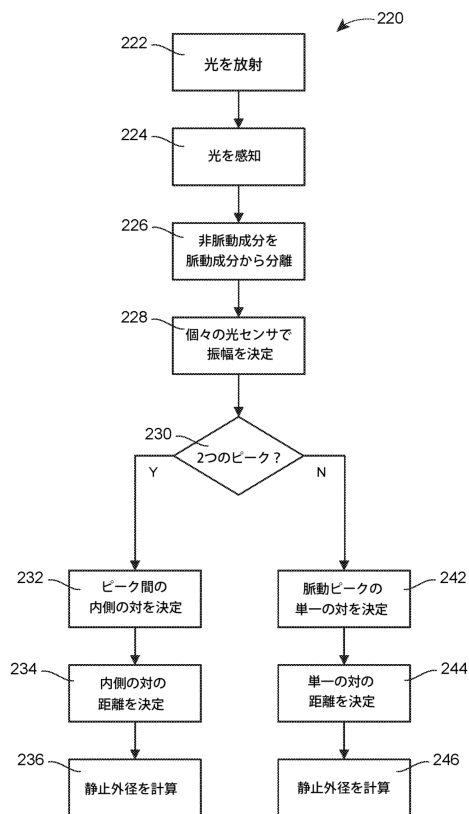 220
222
光を放射
224
光を感知
226
非脈動成分を
脈動成分から分離
228
個々の光センサで
振幅を決定
230
2つのピーク？
Y
N
232
ピーク間の
内側の対を決定
脈動ピークの
単一の対を決定
242
234
内側の対の
距離を決定
単一の対の
距離を決定
244
236
静止外径を計算
静止外径を計算
246